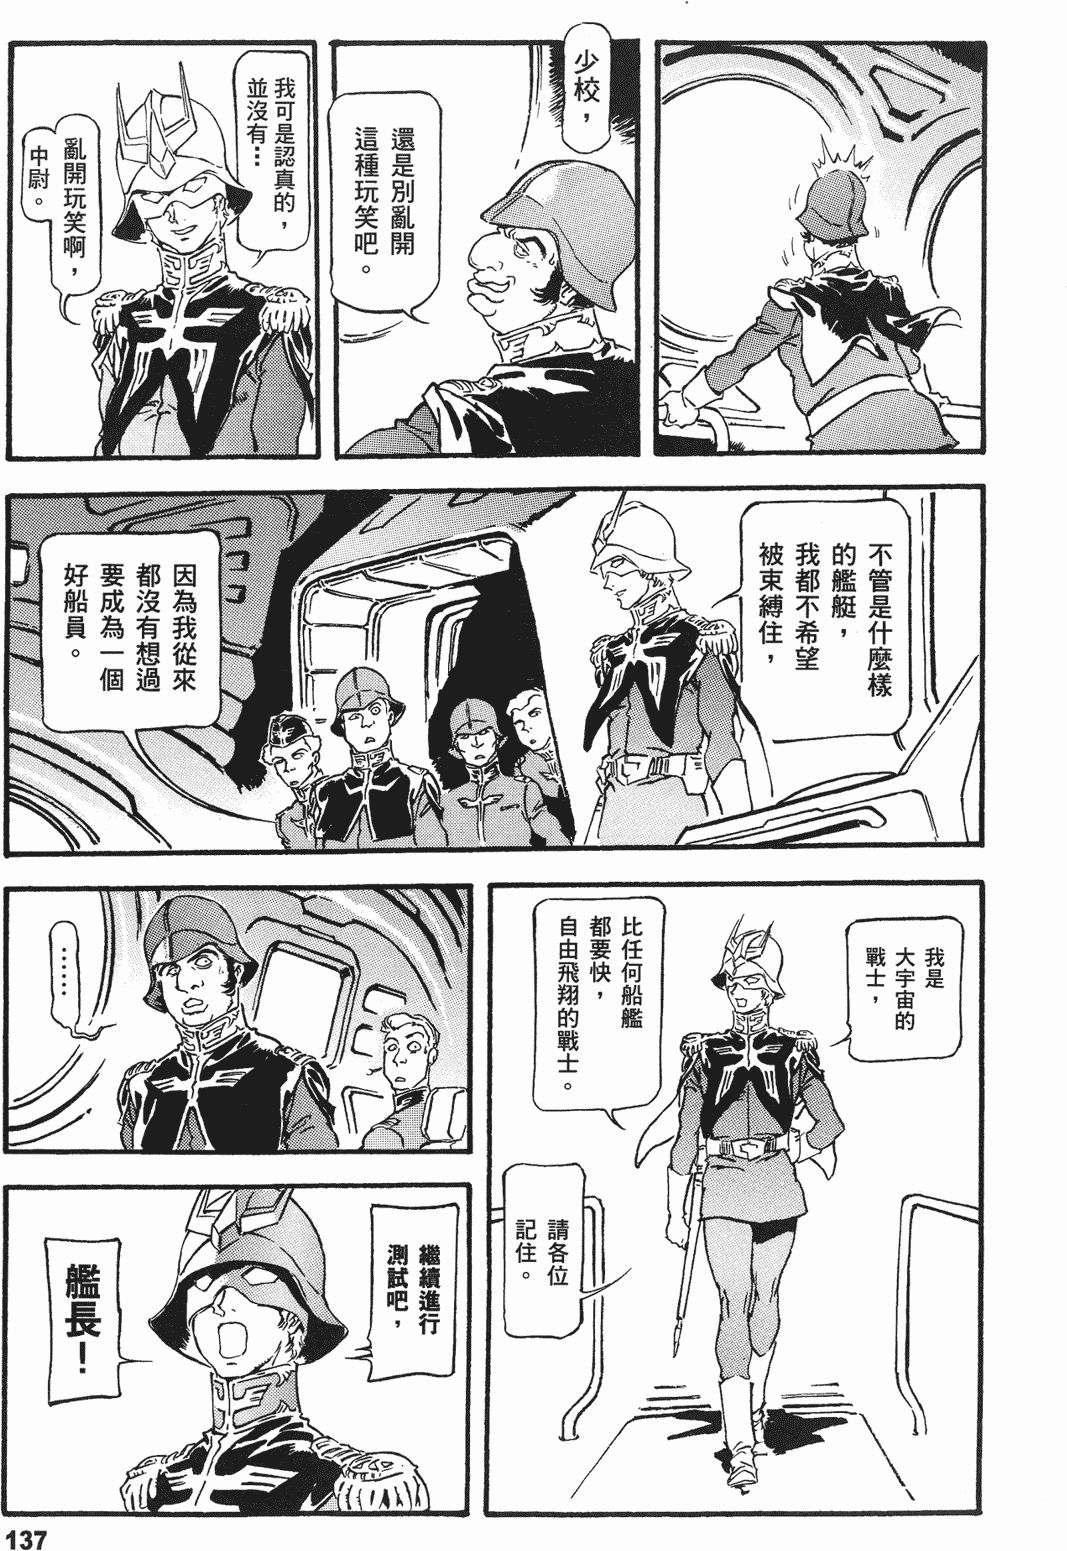 少校，
還是別亂開
這種玩笑吧。
我可是認真的，
並沒有…
亂開玩笑啊，
中尉。
不管是什麼樣
的艦艇，
我都不希望
被束縛住，
因為我從來
都沒有想過
要成為一個
好船員。
我是
大宇宙的
戰士，
比任何船艦
都要快，
自由飛翔的戰士。
請各位
記住。
……
繼續進行
測試吧，
艦長！
137